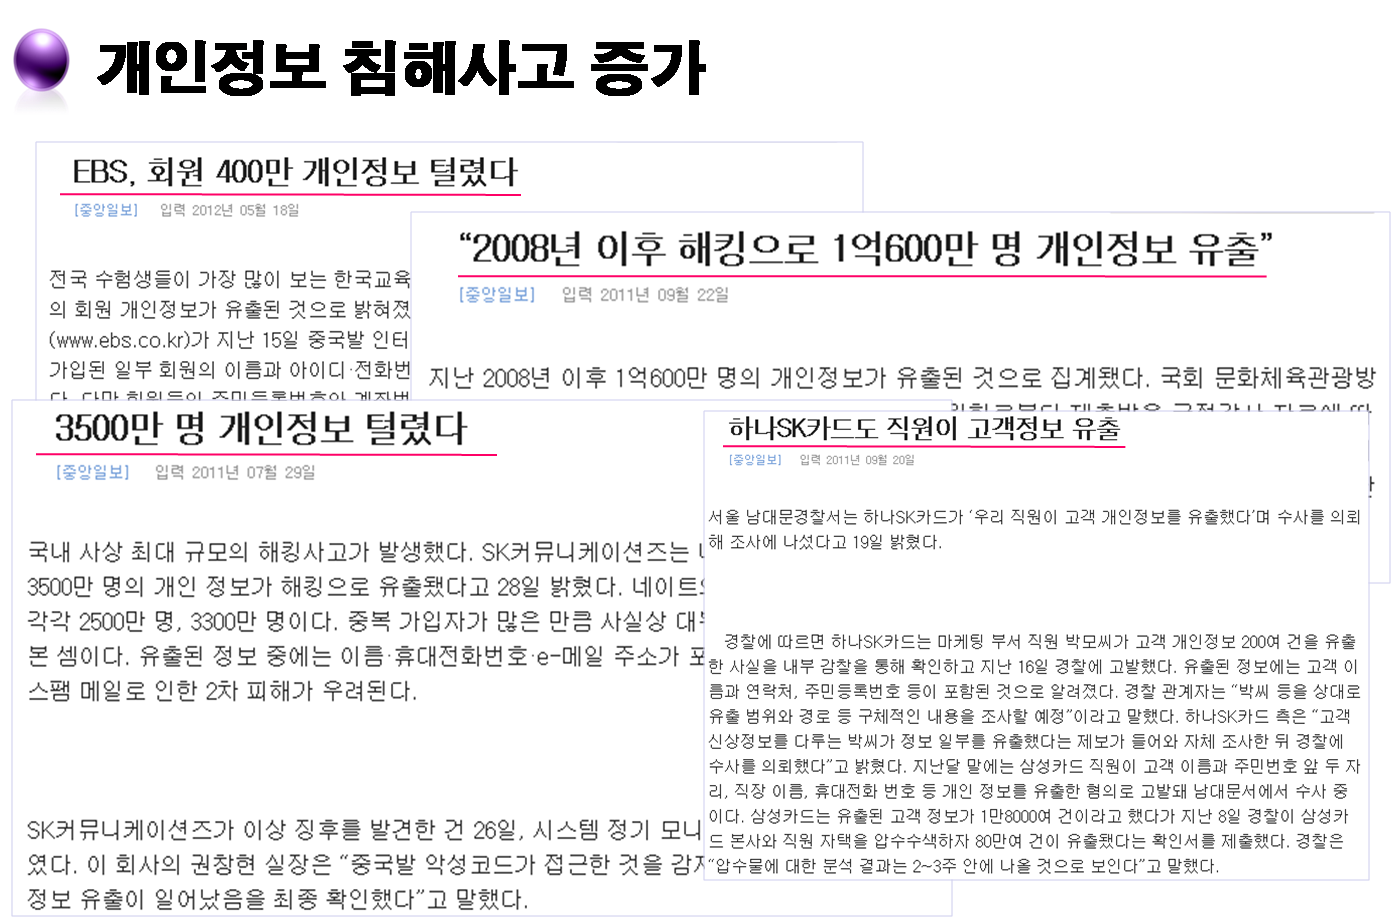 개인정보 침해사고 증가
EBS, 회원 400만 개인정보 털렸다
[중앙일보] 입력 2012년 05월 18일
전국 수험생들이 가장 많이 보는 한국교육
의 회원 개인정보가 유출된 것으로 밝혀졌
(www.ebs.co.kr)가 지난 15일 중국발 인터
가입된 일부 회원의 이름과 아이디·전화번
“2008년 이후 해킹으로 1억600만 명 개인정보 유출”
[중앙일보] 입력 2011년 09월 22일
지난 2008년 이후 1억600만 명의 개인정보가 유출된 것으로 집계됐다. 국회 문화체육관광방
3500만 명 개인정보 털렸다
[중앙일보] 입력 2011년 07월 29일
국내 사상 최대 규모의 해킹사고가 발생했다. SK커뮤니케이션즈는
3500만 명의 개인 정보가 해킹으로 유출됐다고 28일 밝혔다. 네이트와
각각 2500만 명, 3300만 명이다. 중복 가입자가 많은 만큼 사실상
본 셈이다. 유출된 정보 중에는 이름·휴대전화번호·e-메일 주소가
스팸 메일로 인한 2차 피해가 우려된다.
SK커뮤니케이션즈가 이상 징후를 발견한 건 26일, 시스템 정기 모니
였다. 이 회사의 권창현 실장은 “중국발 악성코드가 접근한 것을 감지
정보 유출이 일어났음을 최종 확인했다”고 말했다.
하나SK카드도 직원이 고객정보 유출
[중앙일보] 입력 2011년 09월 20일
서울 남대문경찰서는 하나SK카드가 ‘우리 직원이 고객 개인정보를 유출했다’며 수사를 의뢰
해 조사에 나섰다고 19일 밝혔다.
경찰에 따르면 하나SK카드는 마케팅 부서 직원 박모씨가 고객 개인정보 200여 건을 유출
한 사실을 내부 감찰을 통해 확인하고 지난 16일 경찰에 고발했다. 유출된 정보에는 고객 이
름과 연락처, 주민등록번호 등이 포함된 것으로 알려졌다. 경찰 관계자는 “박씨 등을 상대로
유출 범위와 경로 등 구체적인 내용을 조사할 예정”이라고 말했다. 하나SK카드 측은 “고객
신상정보를 다루는 박씨가 정보 일부를 유출했다는 제보가 들어와 자체 조사한 뒤 경찰에
수사를 의뢰했다”고 밝혔다. 지난달 말에는 삼성카드 직원이 고객 이름과 주민번호 앞 두 자
리, 직장 이름, 휴대전화 번호 등 개인 정보를 유출한 혐의로 고발돼 남대문서에서 수사 중
이다. 삼성카드는 유출된 고객 정보가 1만8000여 건이라고 했다가 지난 8일 경찰이 삼성카
드 본사와 직원 자택을 압수수색하자 80만여 건이 유출됐다는 확인서를 제출했다. 경찰은
“압수물에 대한 분석 결과는 2~3주 안에 나올 것으로 보인다”고 말했다.